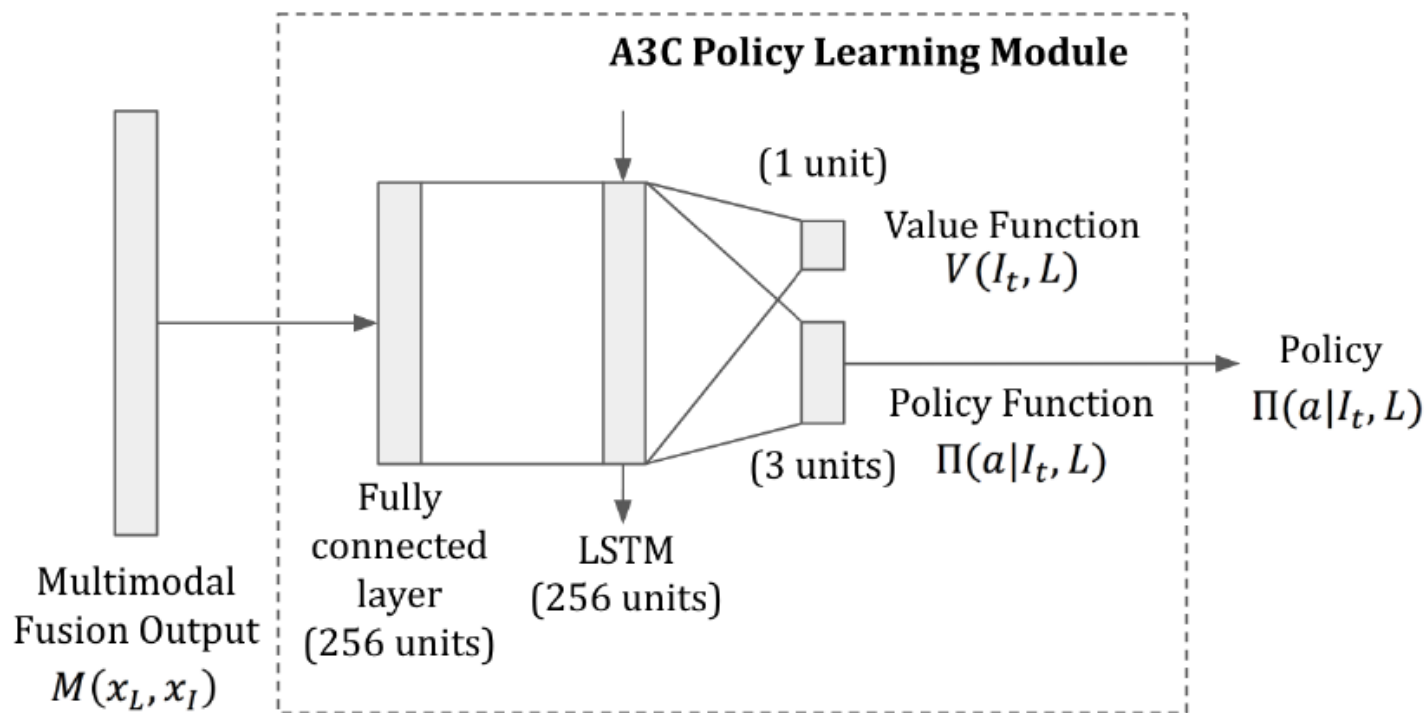 A3C Policy Learning Module
(1 unit)
Value Function
V(I_t, L)
Policy
Π(a|I_t, L)
Policy Function
Π(a|I_t, L)
(3 units)
Fully
connected
layer
(256 units)
LSTM
(256 units)
Multimodal
Fusion Output
M(x_L, x_I)